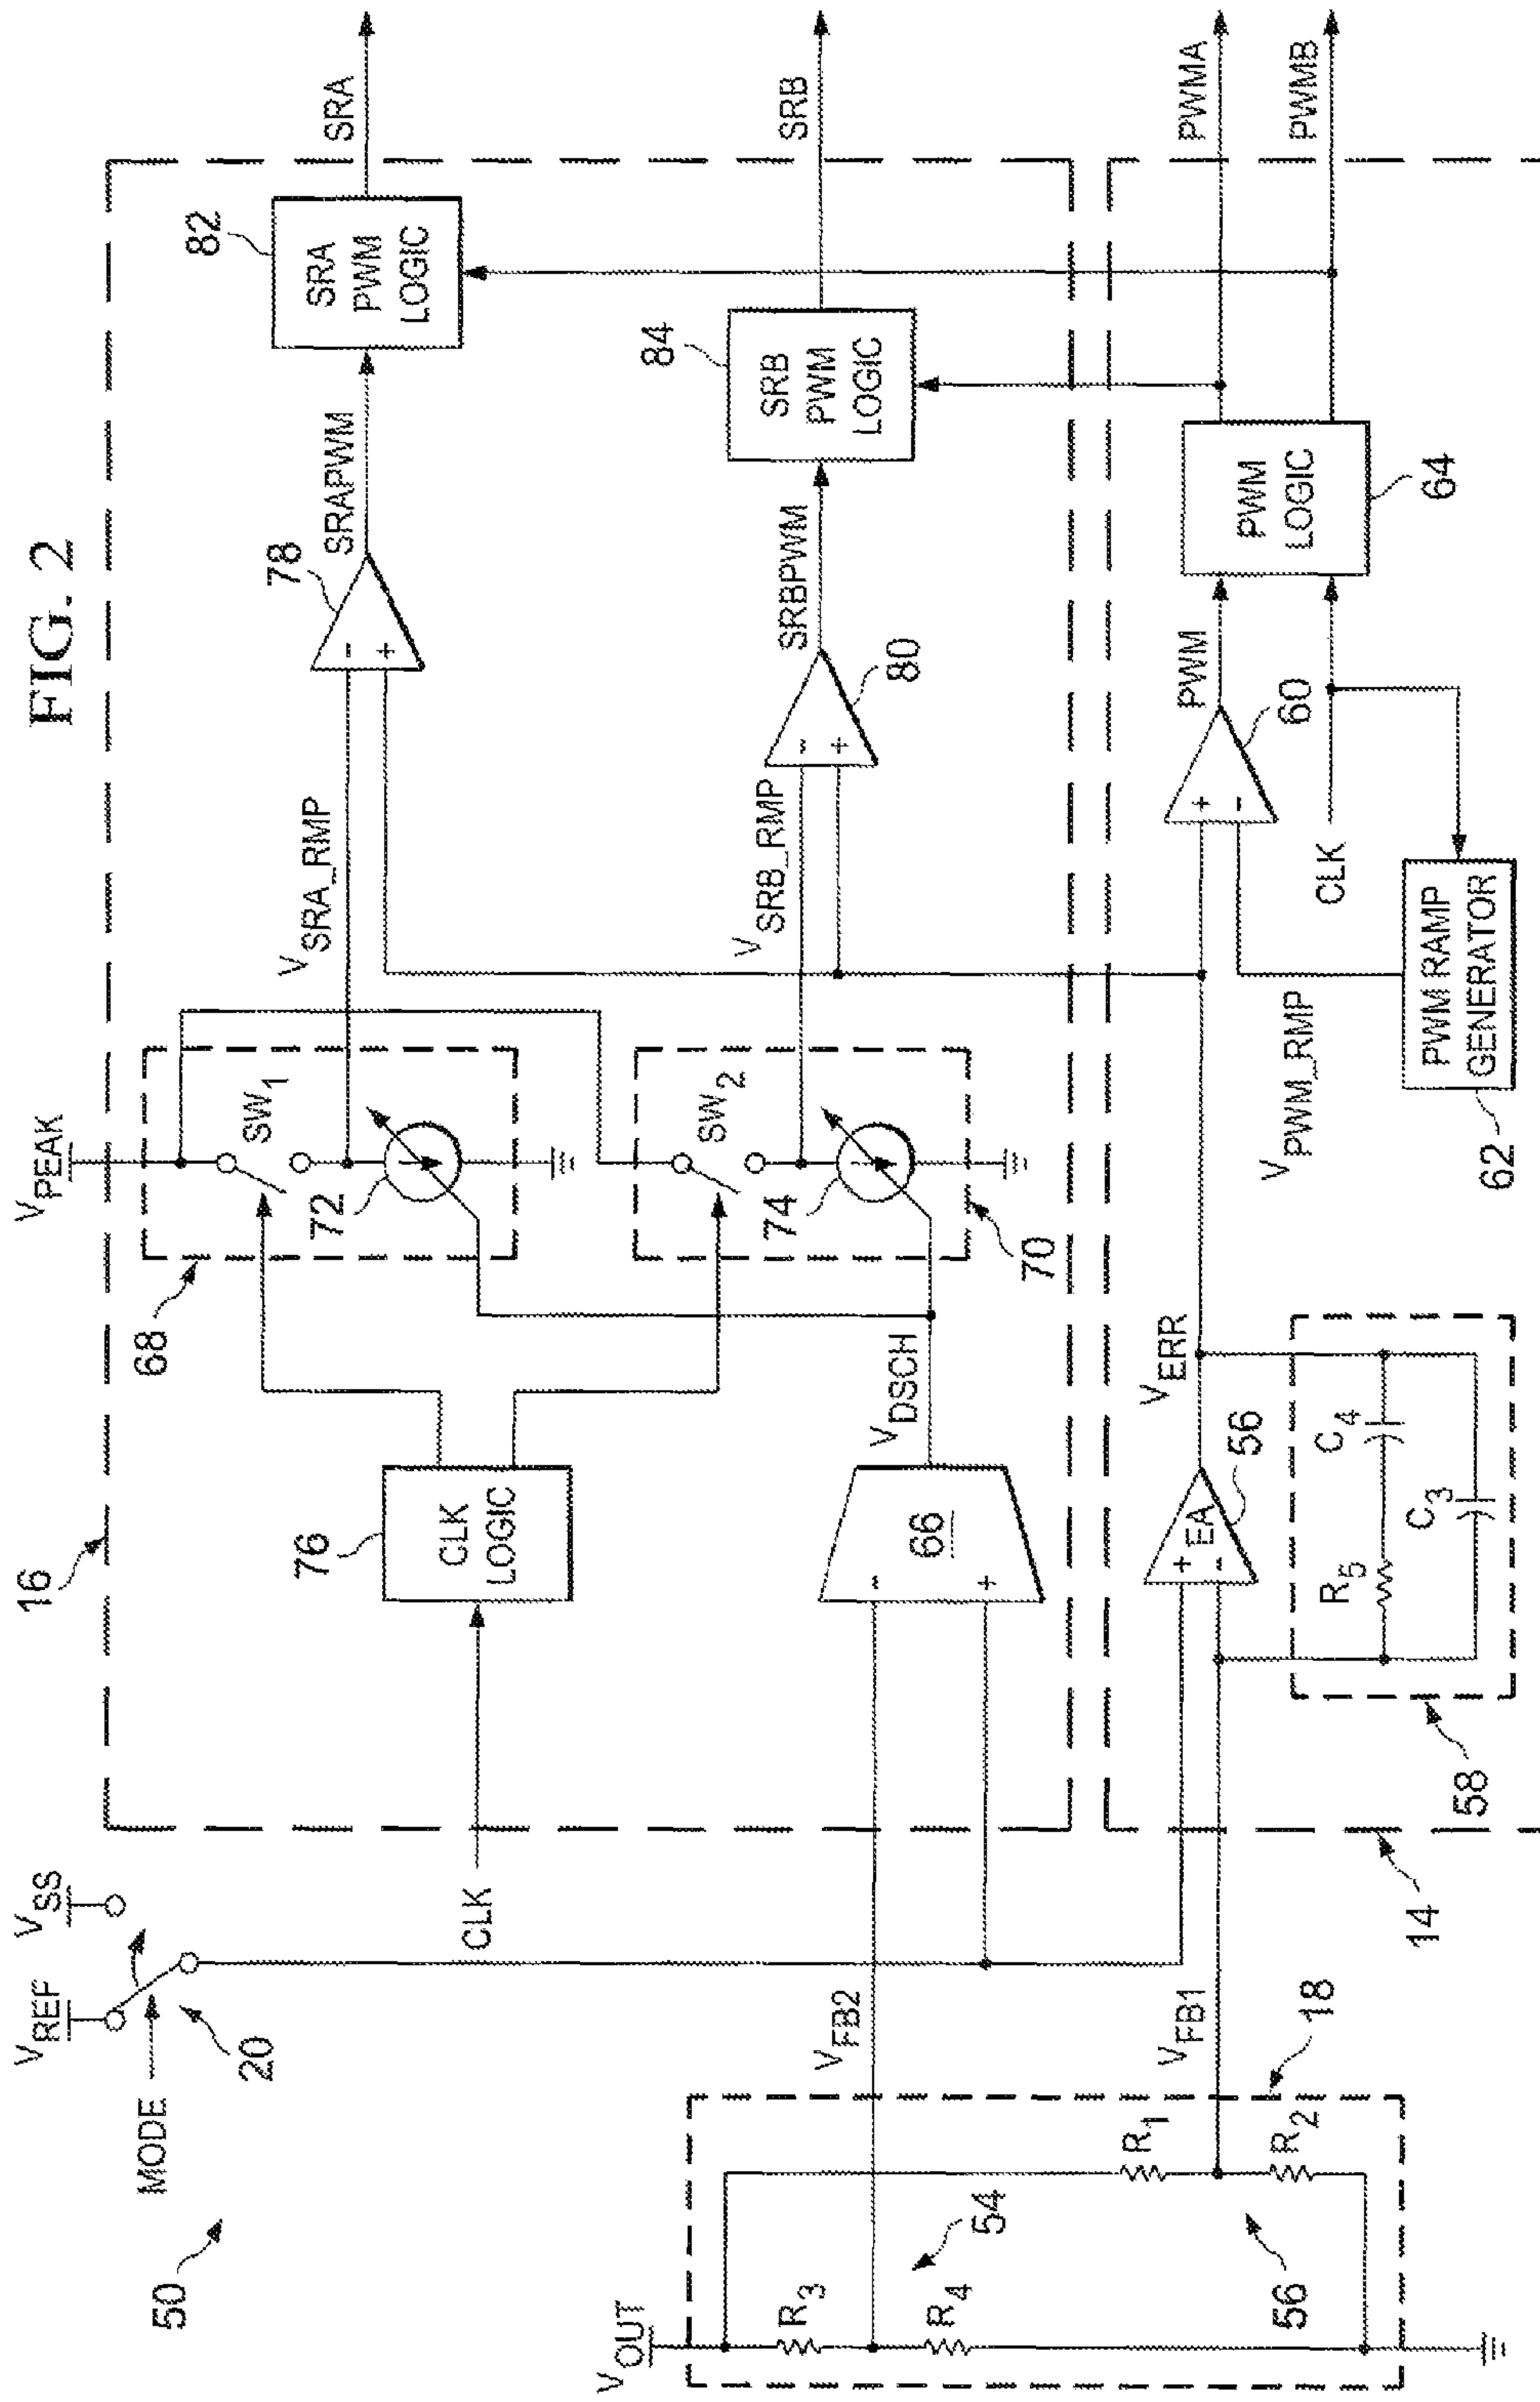 FIG. 2
50
MODE
V_REF
V_SS
20
V_OUT
R_3
R_4
54
R_1
R_2
56
18
V_FB2
V_FB1
CLK
16
14
76
CLK
LOGIC
66
-
+
V_DSCH
V_PEAK
68
SW_1
72
SW_2
74
70
V_SRA_RMP
V_SRB_RMP
-
+
78
SRAPWM
-
+
80
SRBPWM
82
SRA
PWM
LOGIC
SRA
84
SRB
PWM
LOGIC
SRB
+
-
EA
56
V_ERR
R_5
C_4
C_3
58
V_PWM_RMP
62
PWM RAMP
GENERATOR
CLK
+
-
60
PWM
PWM
LOGIC
64
PWMA
PWMB